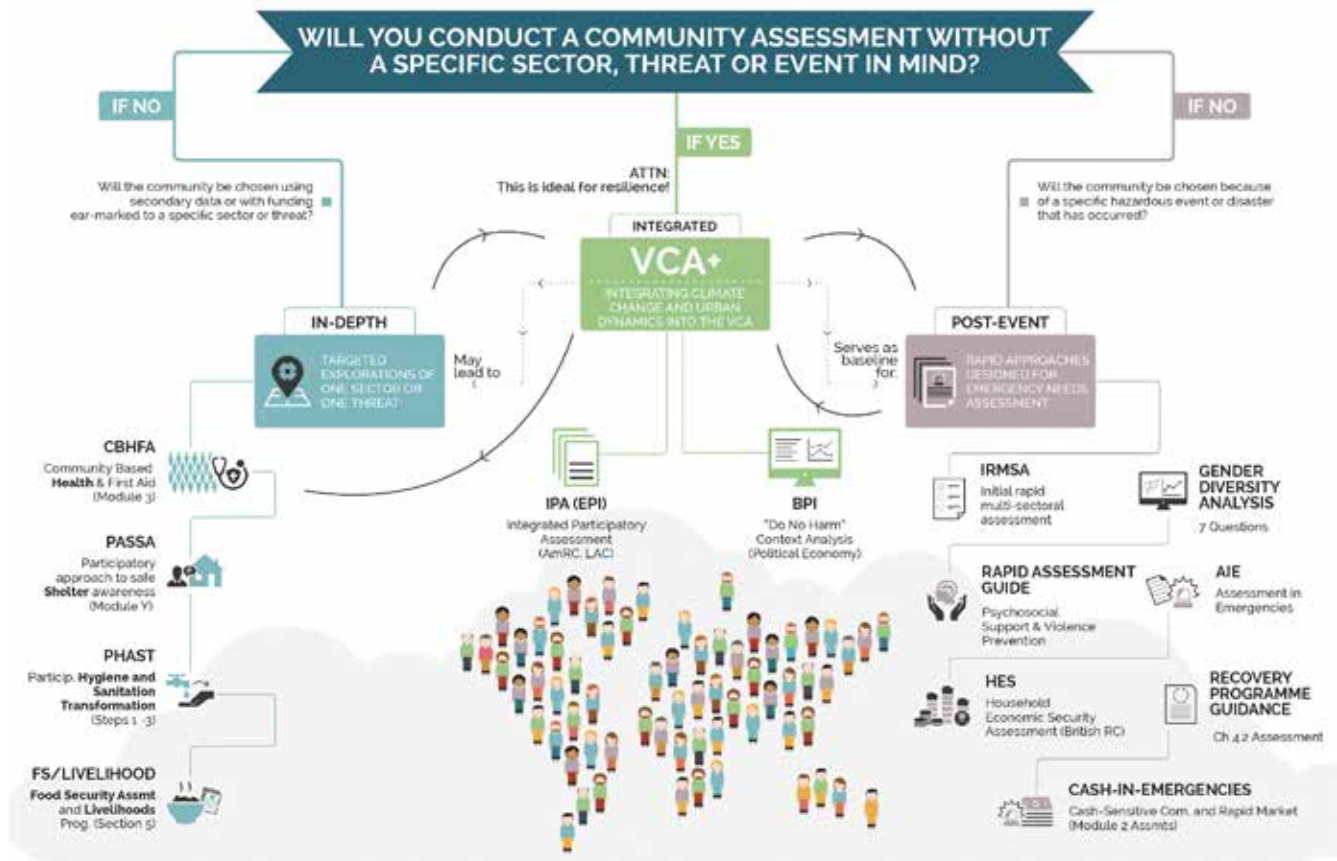 WILL YOU CONDUCT A COMMUNITY ASSESSMENT WITHOUT
A SPECIFIC SECTOR, THREAT OR EVENT IN MIND?
IF NO
IF YES
IF NO
Will the community be chosen using
secondary data or with funding
ear-marked to a specific sector or threat?
ATTN:
This is ideal for resilience!
Will the community be chosen because
of a specific hazardous event or disaster
that has occurred?
INTEGRATED
VCA+
INTEGRATING CLIMATE
CHANGE AND URBAN
DYNAMICS INTO THE VCA
IN-DEPTH
TARGETED
EXPLORATIONS OF
ONE SECTOR OR
ONE THREAT
May
lead to
Serves as
baseline
for:
POST-EVENT
RAPID APPROACHES
DESIGNED FOR
EMERGENCY NEEDS
ASSESSMENT
CBHFA
Community Based
Health & First Aid
(Module 3)
PASSA
Participatory
approach to safe
Shelter awareness
(Module Y)
PHAST
Particip. Hygiene and
Sanitation
Transformation
(Steps 1 -3)
FS/LIVELIHOOD
Food Security Assmt
and Livelihoods
Prog. (Section 5)
IPA (EPI)
Integrated Participatory
Assessment
(AmRC, LAC)
BPI
"Do No Harm"
Context Analysis
(Political Economy)
IRMSA
Initial rapid
multi-sectoral
assessment
GENDER
DIVERSITY
ANALYSIS
7 Questions
RAPID ASSESSMENT
GUIDE
Psychosocial
Support & Violence
Prevention
AIE
Assessment in
Emergencies
HES
Household
Economic Security
Assessment (British RC)
RECOVERY
PROGRAMME
GUIDANCE
Ch 4.2 Assessment
CASH-IN-EMERGENCIES
Cash-Sensitive Com. and Rapid Market
(Module 2 Assmts)